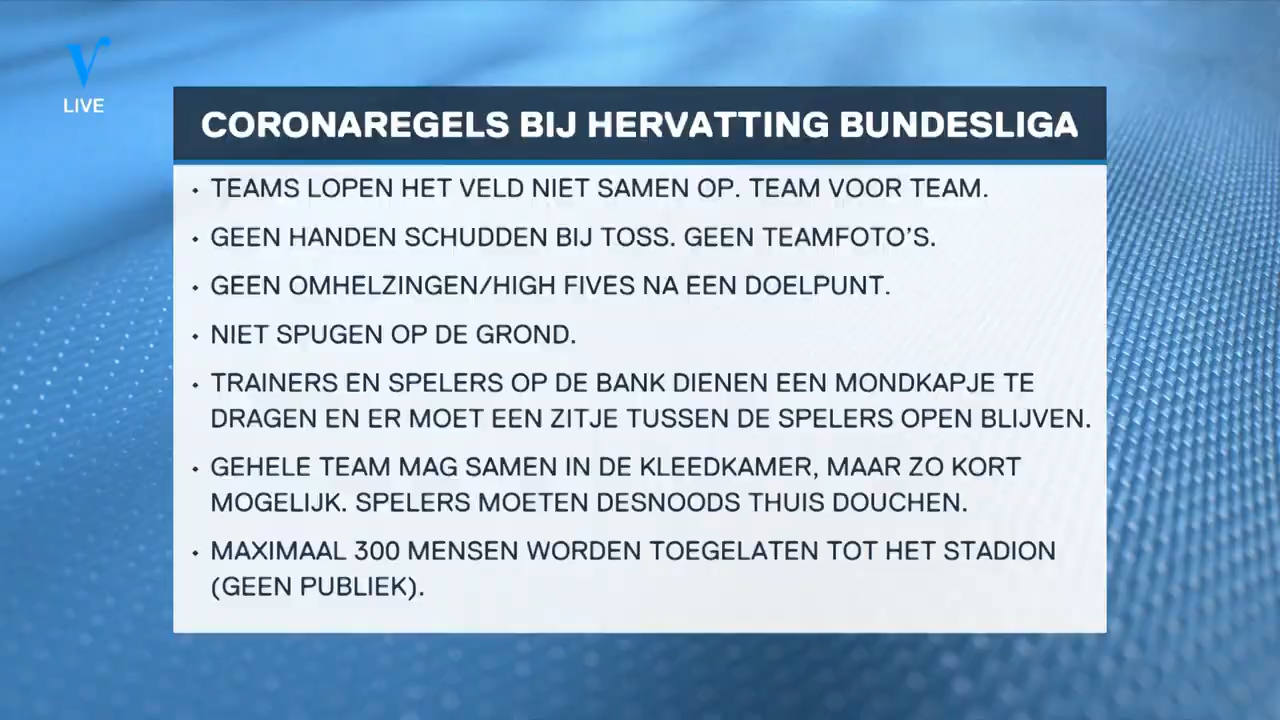 V
LIVE
CORONAREGELS BIJ HERVATTING BUNDESLIGA
• TEAMS LOPEN HET VELD NIET SAMEN OP. TEAM VOOR TEAM.
• GEEN HANDEN SCHUDDEN BIJ TOSS. GEEN TEAMFOTO'S.
• GEEN OMHELZINGEN/HIGH FIVES NA EEN DOELPUNT.
• NIET SPUGEN OP DE GROND.
• TRAINERS EN SPELERS OP DE BANK DIENEN EEN MONDKAPJE TE
DRAGEN EN ER MOET EEN ZITJE TUSSEN DE SPELERS OPEN BLIJVEN.
• GEHELE TEAM MAG SAMEN IN DE KLEEDKAMER, MAAR ZO KORT
MOGELIJK. SPELERS MOETEN DESNOODS THUIS DOUCHEN.
• MAXIMAAL 300 MENSEN WORDEN TOEGELATEN TOT HET STADION
(GEEN PUBLIEK).